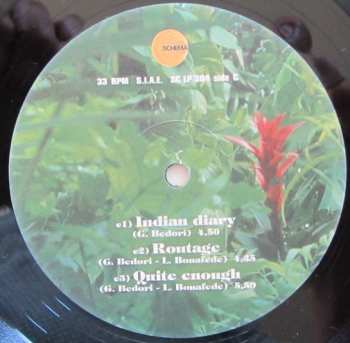 SCHEMA
33 RPM S.I.A.E. SC LP 304 side C
c1) Indian diary
(G. Bedori) 4,50
c2) Routage
(G. Bedori - L. Bonafede) 4,35
c3) Quite enough
(G. Bedori - L. Bonafede) 5,50